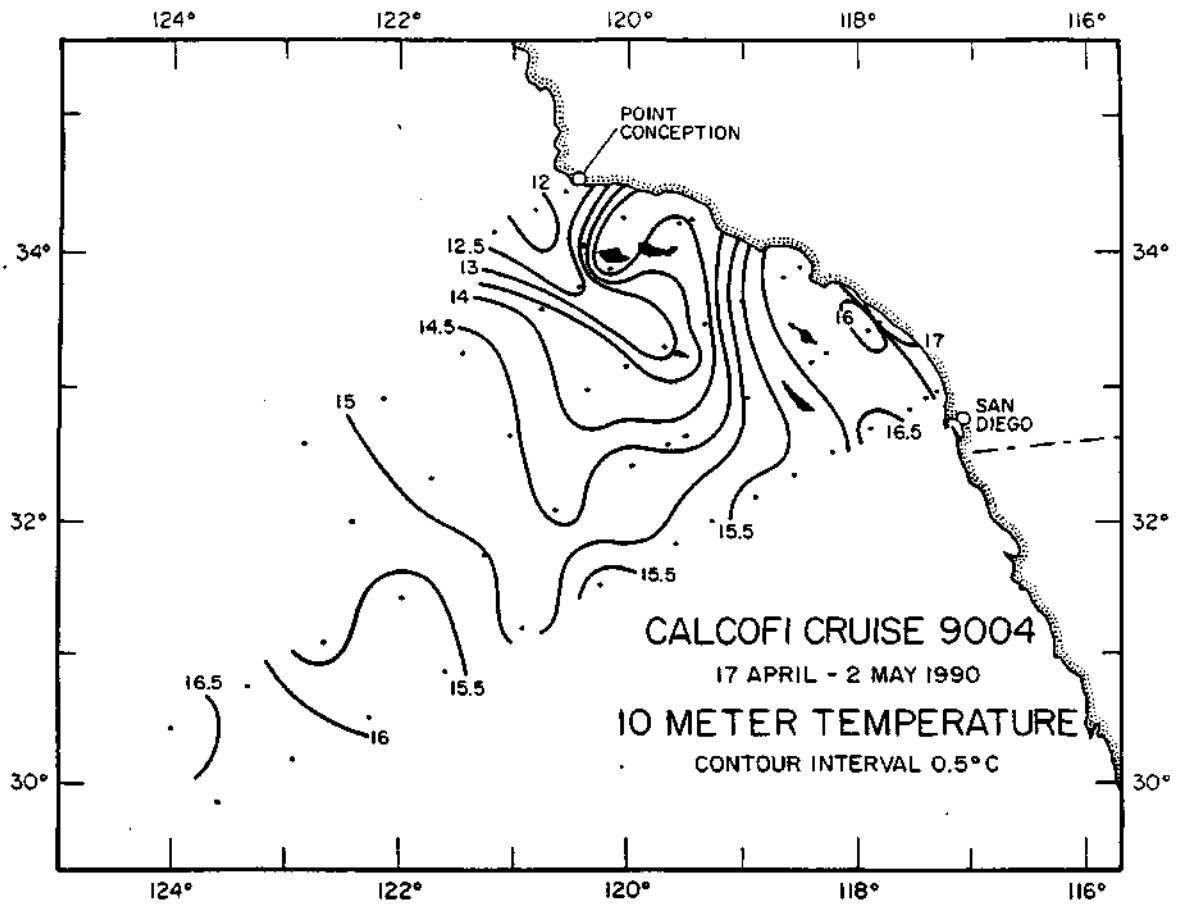 124° 122° 120° 118° 116°
POINT
CONCEPTION
12
34° 34°
12.5
13
14
14.5
16
17
15
SAN
DIEGO
16.5
32° 32°
15.5
15.5
CALCOFI CRUISE 9004
17 APRIL - 2 MAY 1990
16.5
15.5
10 METER TEMPERATURE
16
CONTOUR INTERVAL 0.5°C
30° 30°
124° 122° 120° 118° 116°